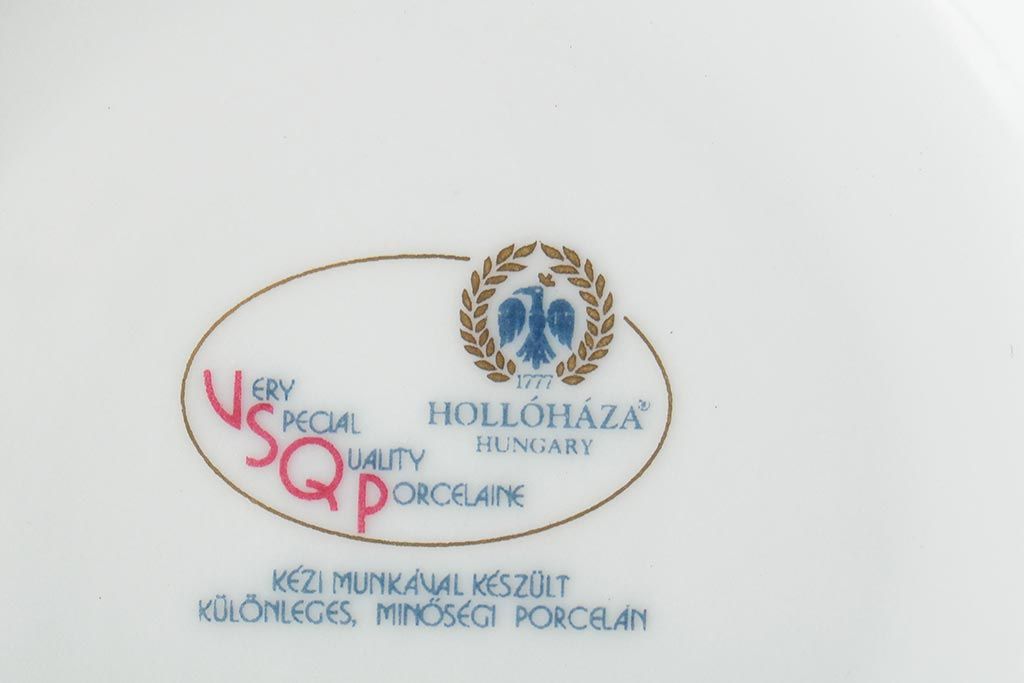 1777
HOLLÓHÁZA®
HUNGARY
VERY
SPECIAL
QUALITY
PORCELAINE
KÉZI MUNKÁVAL KÉSZÜLT
KÜLÖNLEGES, MINŐSÉGI PORCELÁN